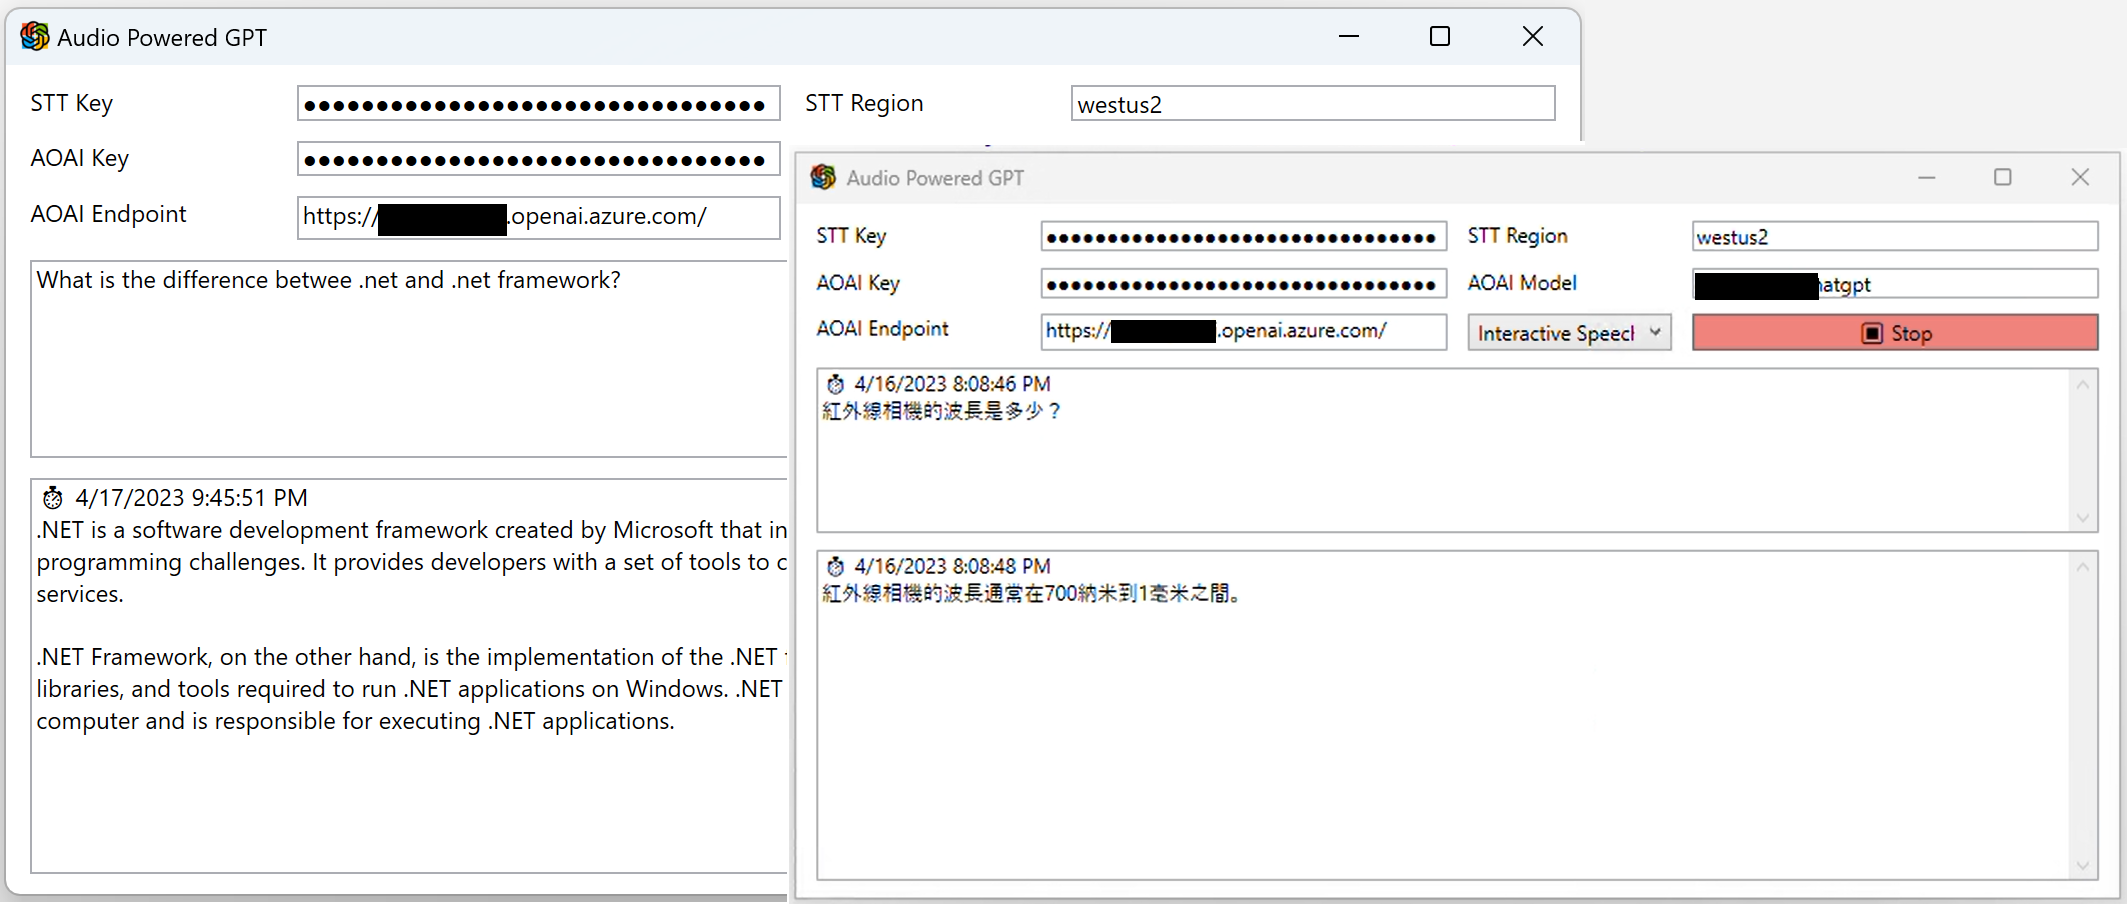 Audio Powered GPT
STT Key
STT Region
westus2
AOAI Key
AOAI Endpoint
https:// .openai.azure.com/
What is the difference betwee .net and .net framework?
4/17/2023 9:45:51 PM
.NET is a software development framework created by Microsoft that in
programming challenges. It provides developers with a set of tools to c
services.
.NET Framework, on the other hand, is the implementation of the .NET
libraries, and tools required to run .NET applications on Windows. .NET
computer and is responsible for executing .NET applications.
Audio Powered GPT
STT Key
STT Region
westus2
AOAI Key
AOAI Model
atgpt
AOAI Endpoint
https:// .openai.azure.com/
Interactive Speech
Stop
4/16/2023 8:08:46 PM
紅外線相機的波長是多少？
4/16/2023 8:08:48 PM
紅外線相機的波長通常在700納米到1毫米之間。